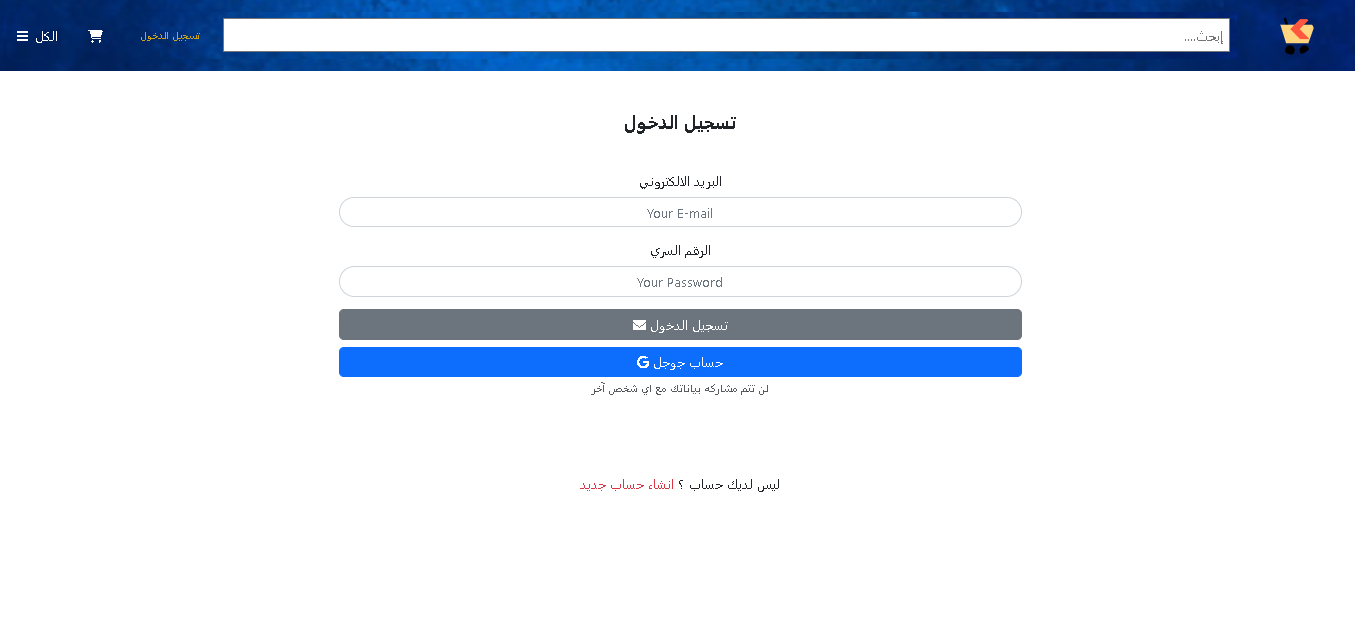 إبحث....
تسجيل الدخول
الكل
تسجيل الدخول
البريد الالكتروني
Your E-mail
الرقم السري
Your Password
تسجيل الدخول
حساب جوجل
لن تتم مشاركه بياناتك مع اي شخص آخر
ليس لديك حساب ؟ انشاء حساب جديد